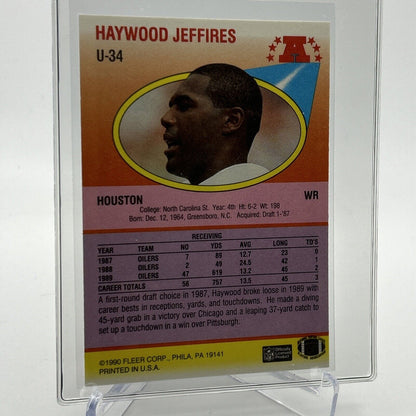 HAYWOOD JEFFIRES
U-34
A
HOUSTON WR
College: North Carolina St. Year: 4th Ht: 6-2 Wt: 198
Born: Dec. 12, 1964, Greensboro, N.C. Acquired: Draft 1-'87
RECEIVING
YEAR TEAM NO YDS AVG LONG TD'S
1987 OILERS 7 89 12.7 23 0
1988 OILERS 2 49 24.5 42 1
1989 OILERS 47 619 13.2 45 2
CAREER TOTALS 56 757 13.5 45 3
A first-round draft choice in 1987, Haywood broke loose in 1989 with
career bests in receptions, yards, and touchdowns. He made a diving
45-yard grab in a victory over Chicago and a leaping 37-yard catch to
set up a touchdown in a win over Pittsburgh.
©1990 FLEER CORP., PHILA, PA 19141
PRINTED IN U.S.A.
Officially
Licensed
Product